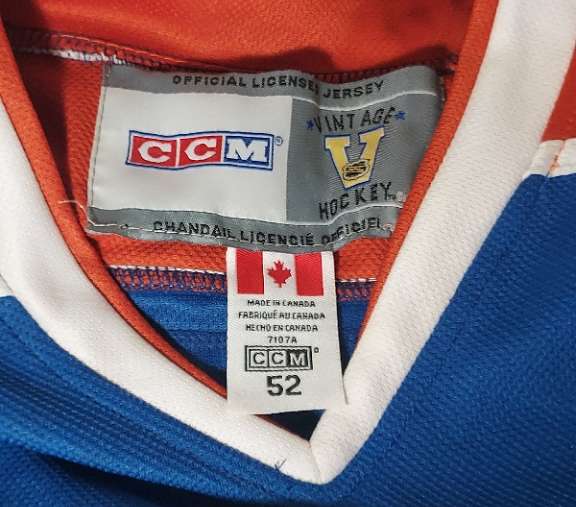 OFFICIAL LICENSED JERSEY
CCM
VINTAGE
V
HOCKEY
CHANDAIL LICENCIÉ OFFICIEL
MADE IN CANADA
FABRIQUÉ AU CANADA
HECHO EN CANADA
7107A
CCM
52